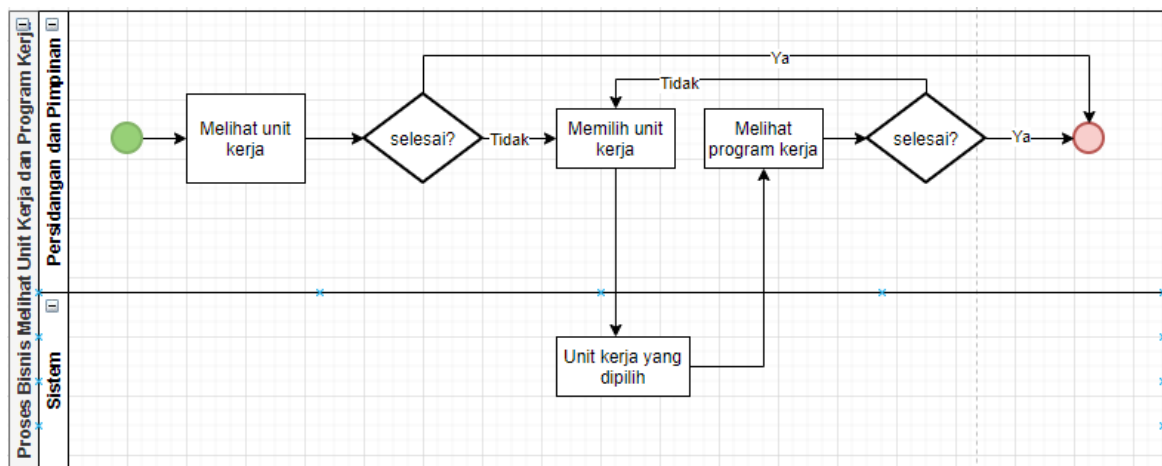 Proses Bisnis Melihat Unit Kerja dan Program Kerja
Persidangan dan Pimpinan
Melihat unit
kerja
selesai?
Tidak
Memilih unit
kerja
Melihat
program kerja
selesai?
Ya
Ya
Tidak
Sistem
Unit kerja yang
dipilih